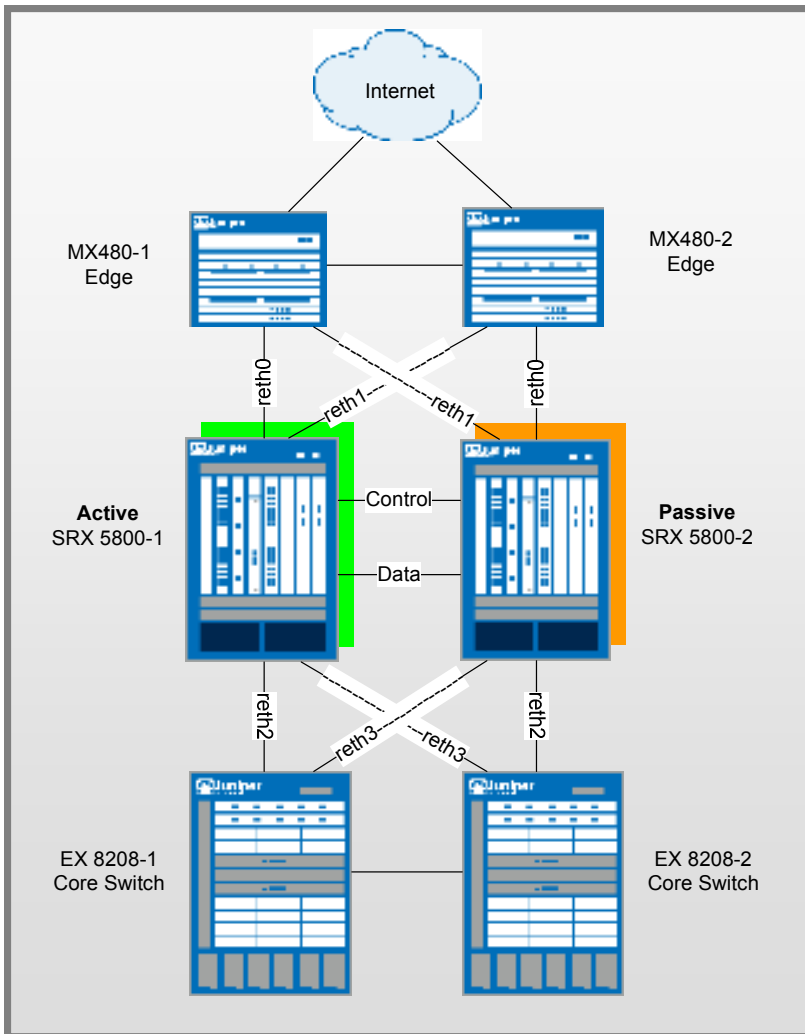 Internet
MX480-1
Edge
MX480-2
Edge
reth0
reth1
reth1
reth0
Active
SRX 5800-1
Control
Passive
SRX 5800-2
Data
reth2
reth3
reth3
reth2
Juniper
EX 8208-1
Core Switch
EX 8208-2
Core Switch